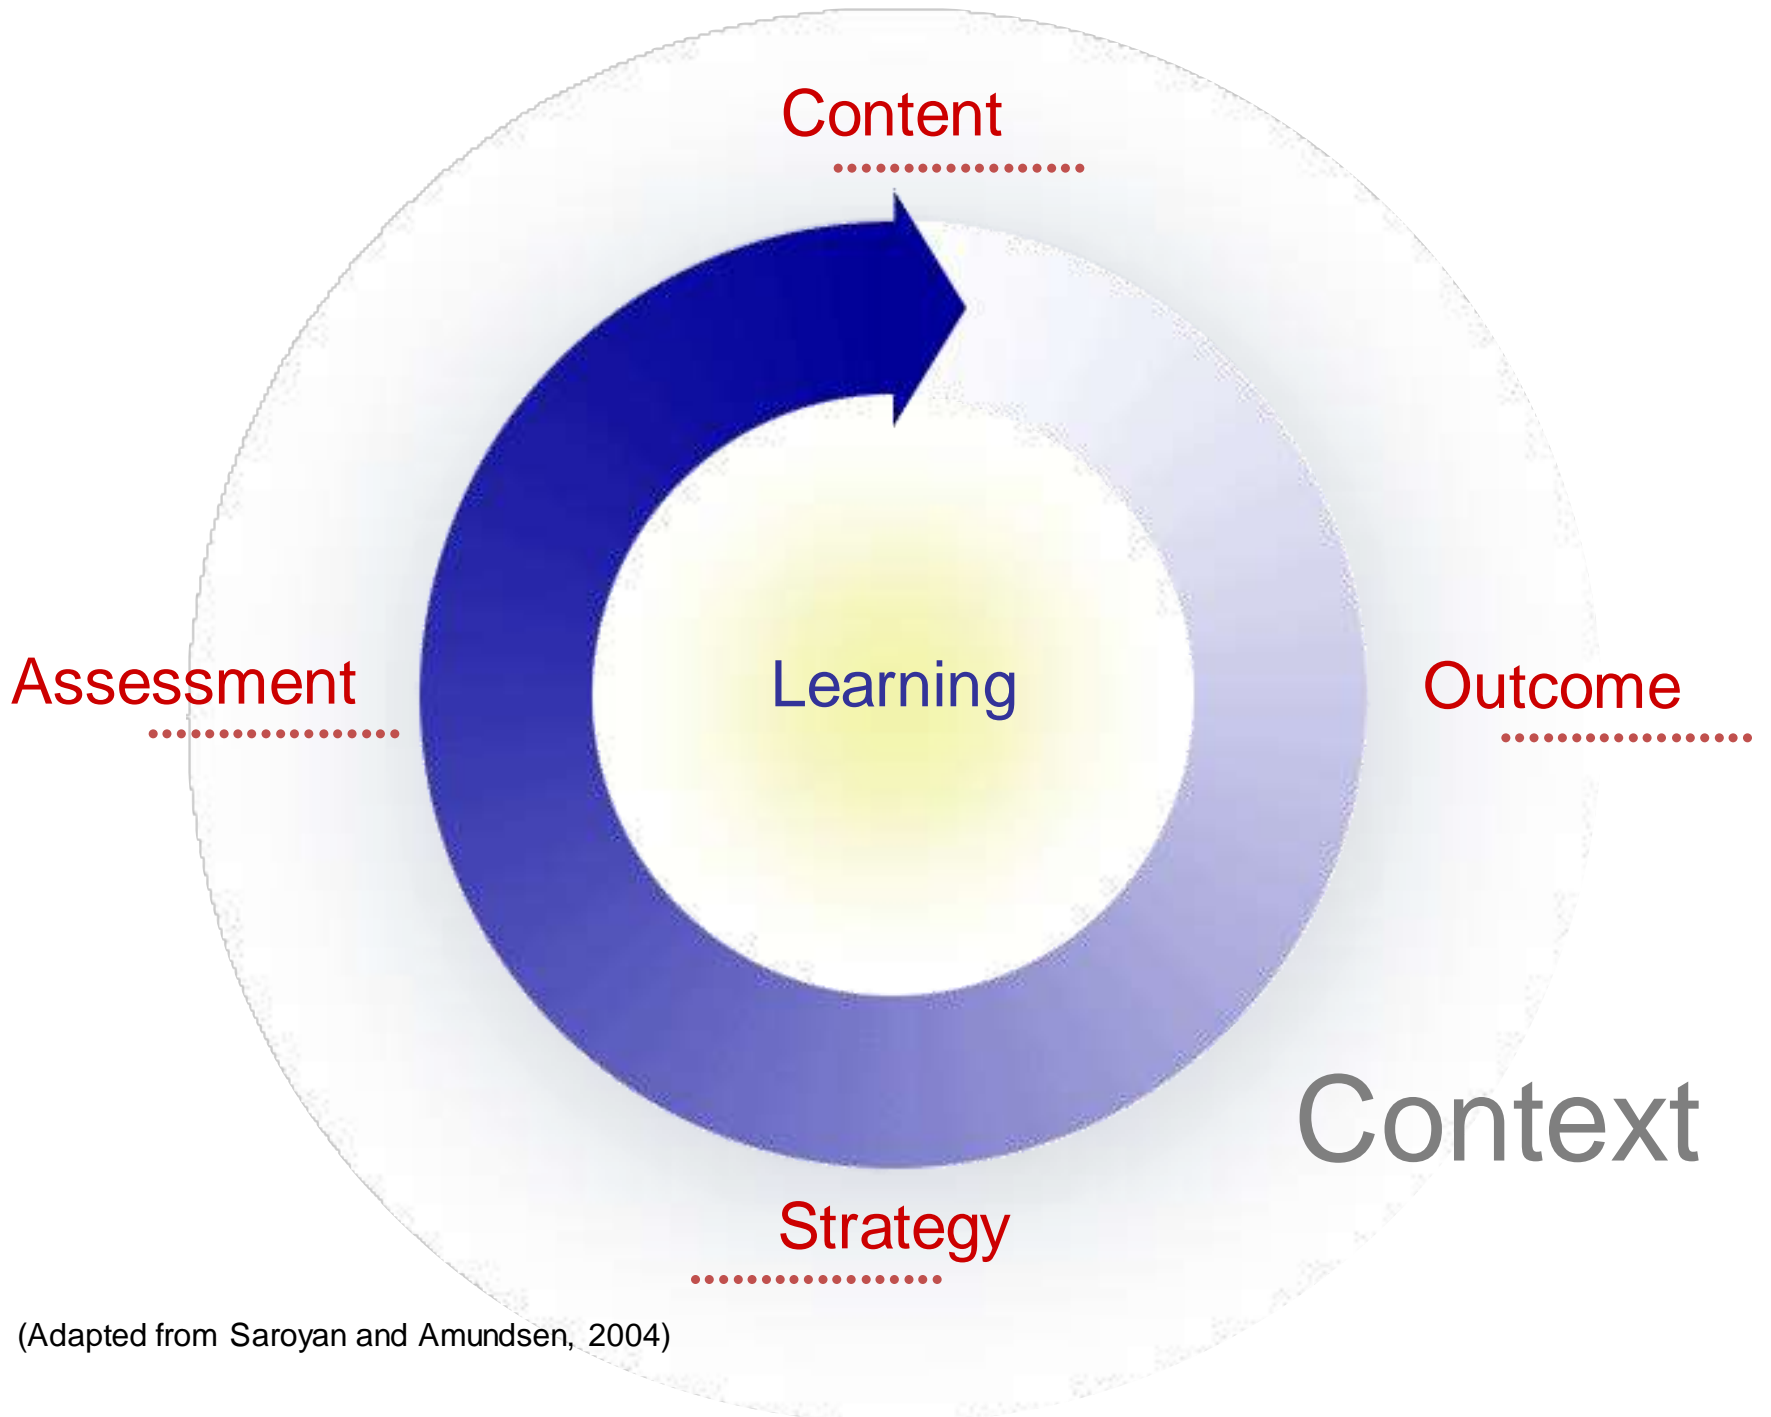 Content
Assessment
Learning
Outcome
Context
Strategy
(Adapted from Saroyan and Amundsen, 2004)